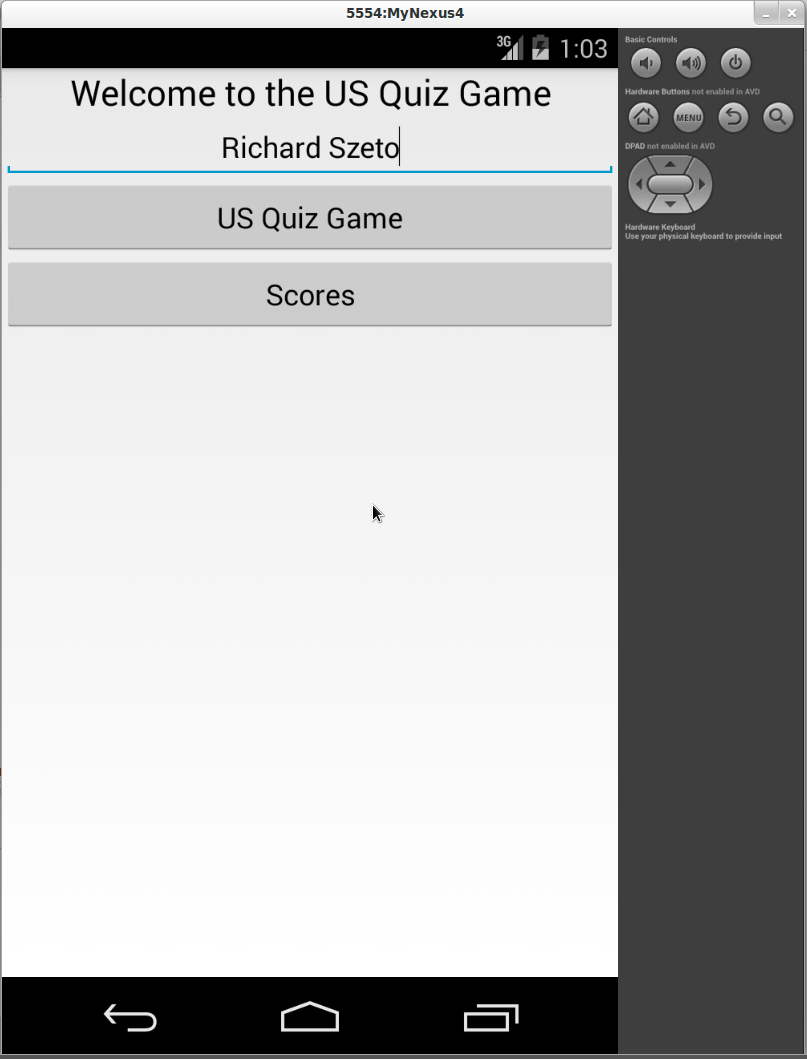 5554:MyNexus4
3G 1:03
Welcome to the US Quiz Game
Richard Szeto
US Quiz Game
Scores
Basic Controls
Hardware Buttons not enabled in AVD
MENU
DPAD not enabled in AVD
Hardware Keyboard
Use your physical keyboard to provide input